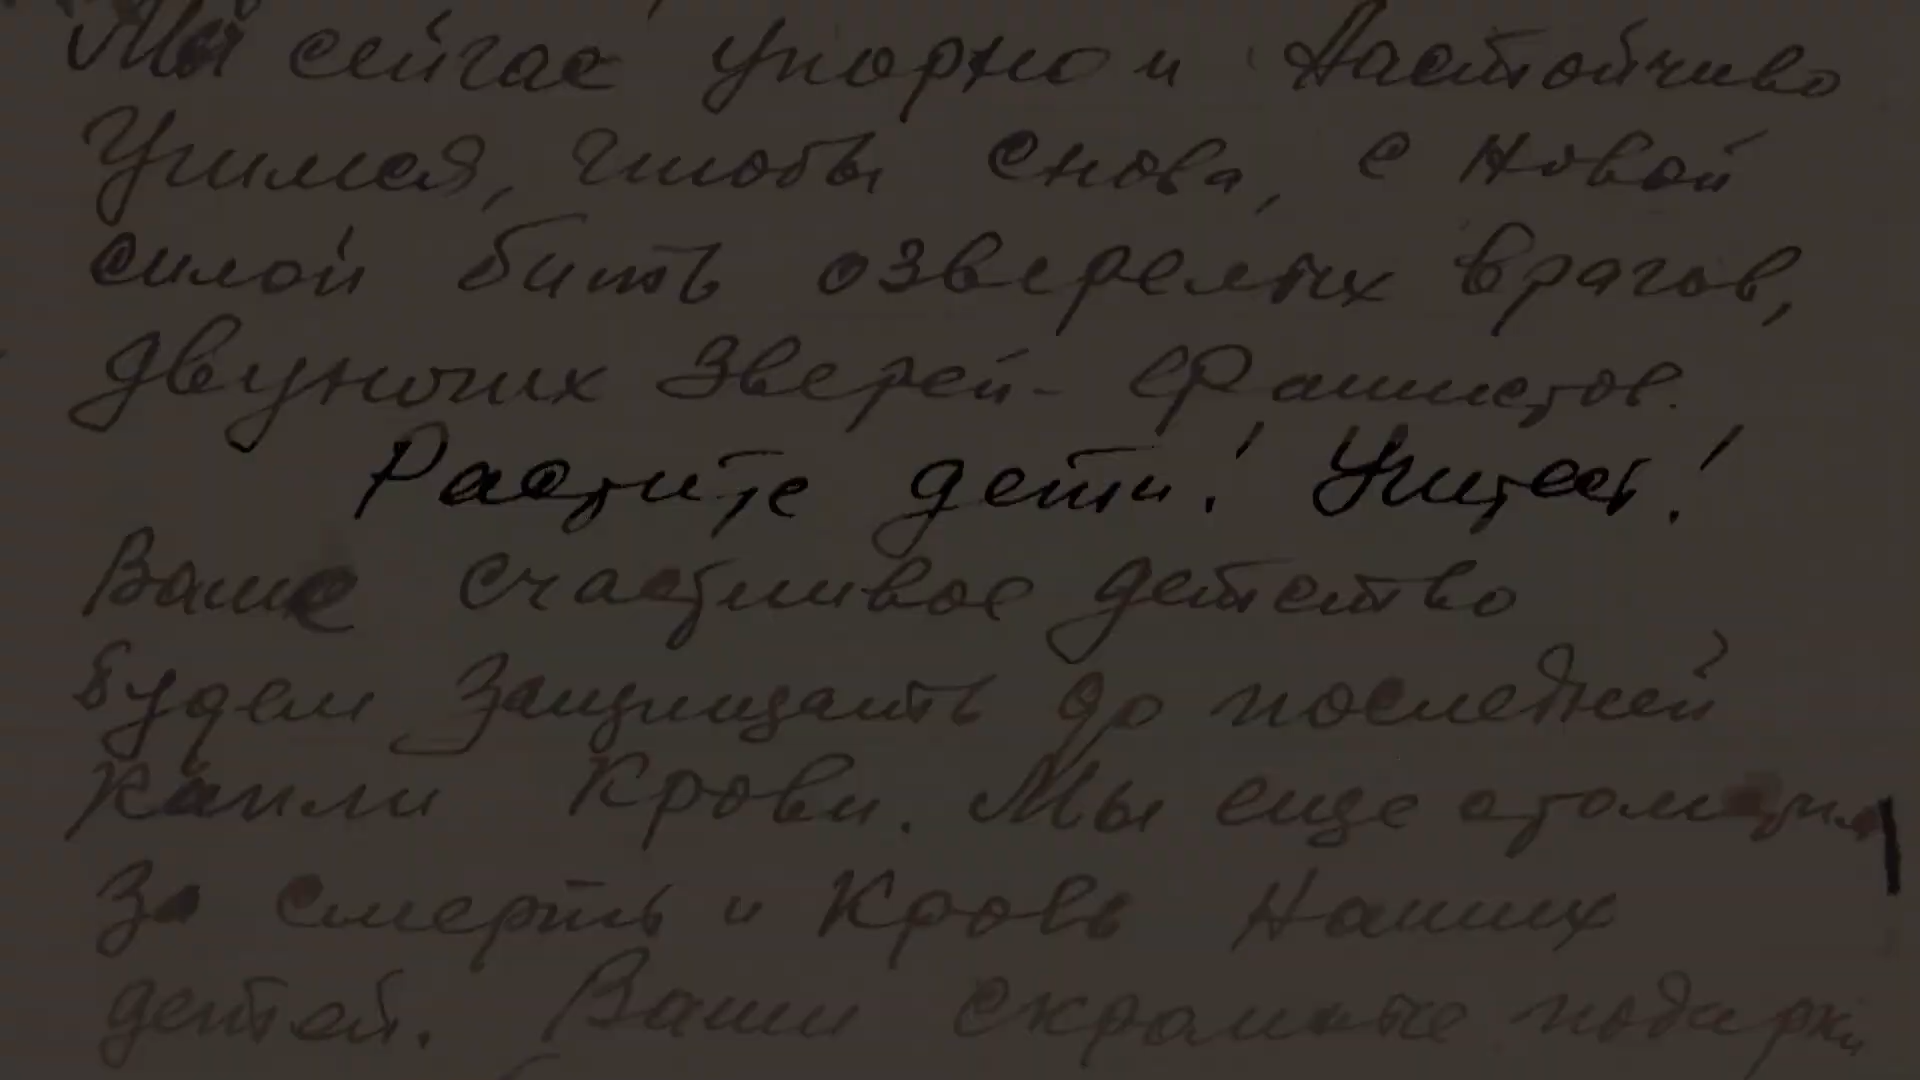 Мы сейчас упорно и Настойчиво
Учимся, чтобы снова, с новой
силой бить озверелых врагов,
двуногих зверей - фашистов.
Растите дети! Учитесь!
Ваше счастливое детство
будем Защищать до последней
Капли Крови. Мы еще отомстим
За смерть и Кровь Наших
детей. Ваши скромные подарки